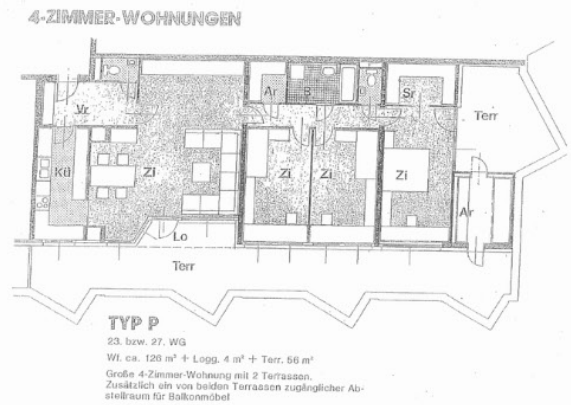 4-ZIMMER-WOHNUNGEN
Vr
Ar
B
Sr
Terr
Kü
Zi
Zi
Zi
Zi
Ar
Lo
Terr
TYP P
23. bzw. 27. WG
Wf. ca. 126 m² + Logg. 4 m² + Terr. 56 m²
Große 4-Zimmer-Wohnung mit 2 Terrassen.
Zusätzlich ein von beiden Terrassen zugänglicher Ab-
stellraum für Balkonmöbel